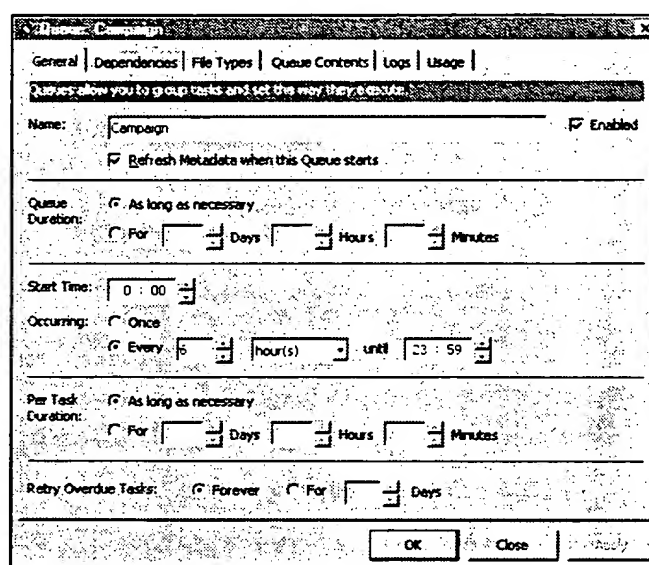 Queue: Campaign
General Dependencies File Types Queue Contents Logs Usage
Queues allow you to group tasks and set the way they execute.
Name: Campaign Enabled
Refresh Metadata when this Queue starts
Queue Duration: As long as necessary
For Days Hours Minutes
Start Time: 0 : 00
Occurring: Once
Every 6 hour(s) until 23 : 59
Per Task Duration: As long as necessary
For Days Hours Minutes
Retry Overdue Tasks: Forever For Days
OK Close Apply